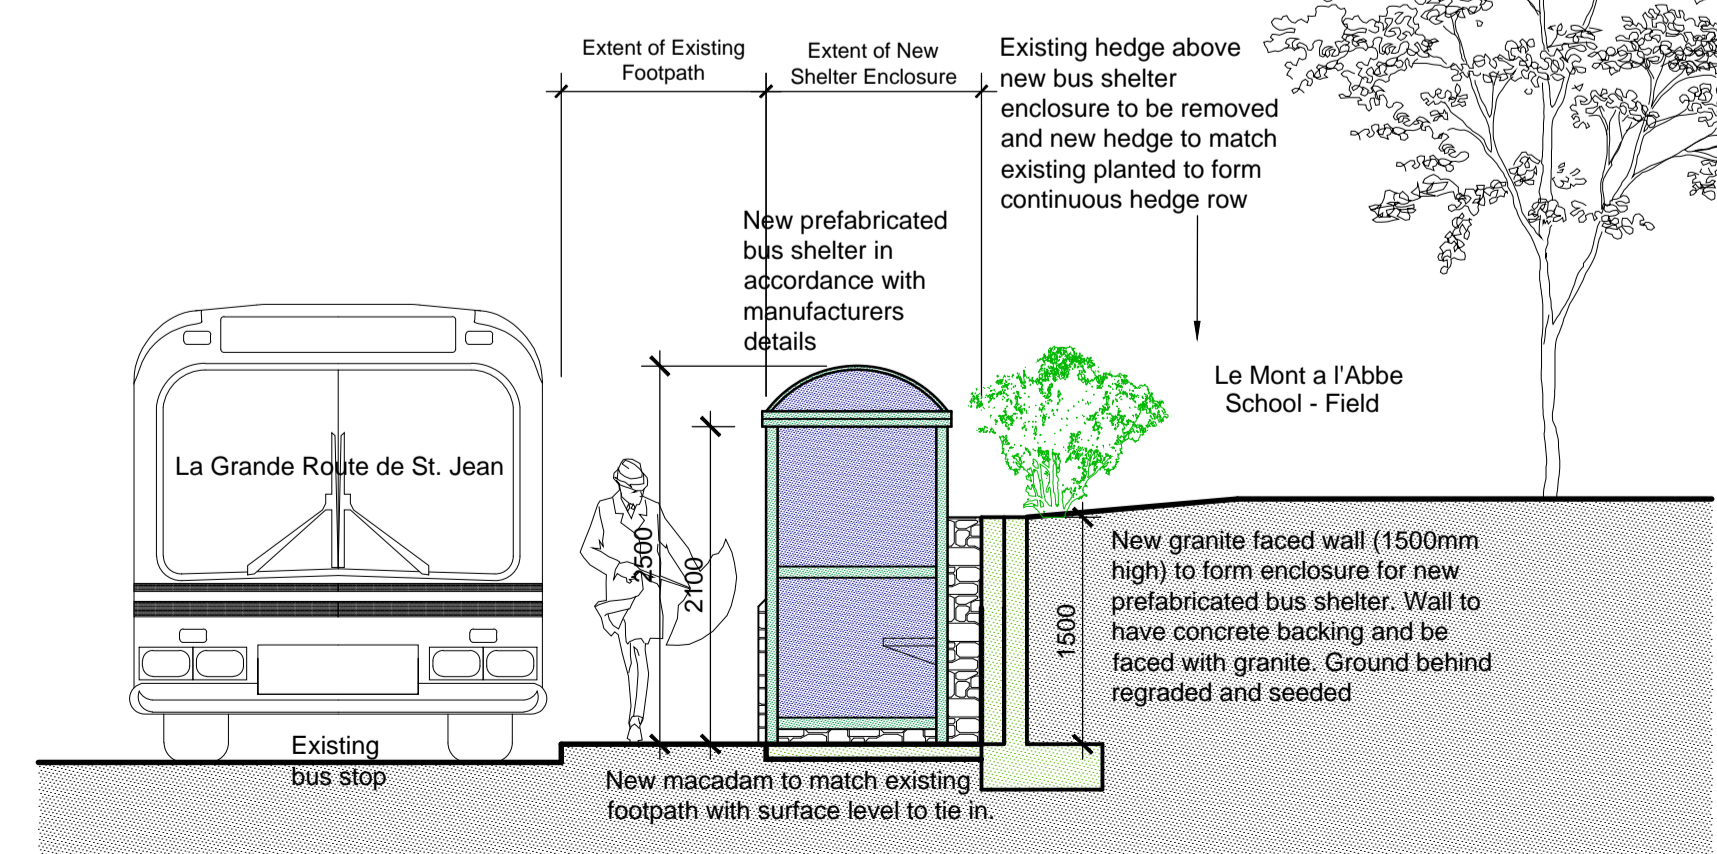 Extent of Existing
Footpath
Extent of New
Shelter Enclosure
Existing hedge above
new bus shelter
enclosure to be removed
and new hedge to match
existing planted to form
continuous hedge row
New prefabricated
bus shelter in
accordance with
manufacturers
details
Le Mont a l'Abbe
School - Field
La Grande Route de St. Jean
2500
2100
1500
New granite faced wall (1500mm
high) to form enclosure for new
prefabricated bus shelter. Wall to
have concrete backing and be
faced with granite. Ground behind
regraded and seeded
Existing
bus stop
New macadam to match existing
footpath with surface level to tie in.